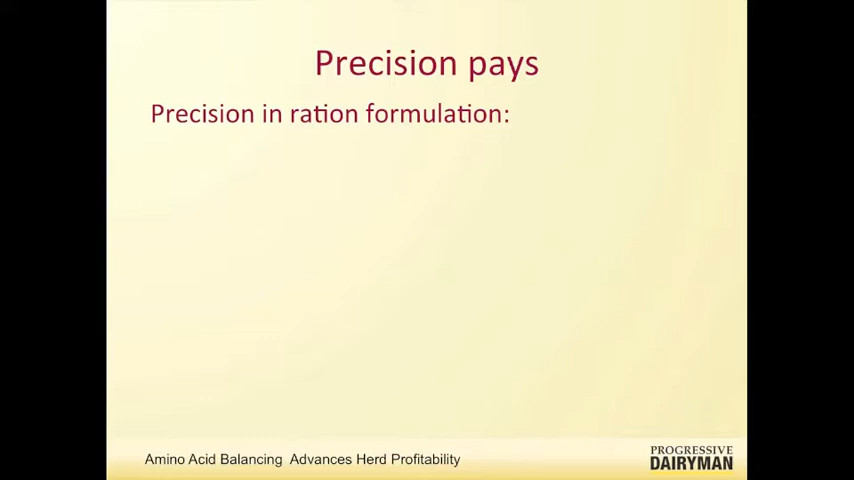 Precision pays
Precision in ration formulation:
Amino Acid Balancing  Advances Herd Profitability
PROGRESSIVE
DAIRYMAN